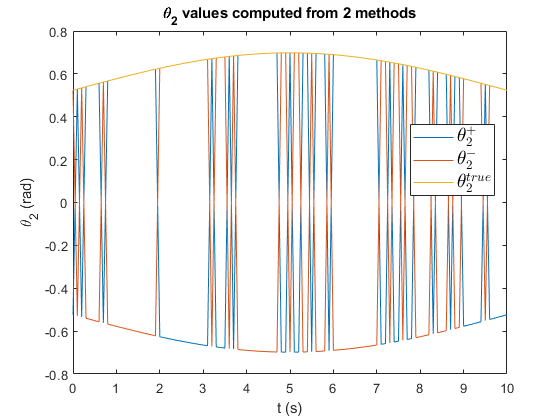 θ₂ values computed from 2 methods
0.8
0.6
0.4
0.2
0
-0.2
-0.4
-0.6
-0.8
θ₂ (rad)
θ₂⁺
θ₂⁻
θ₂ᵗʳᵘᵉ
0 1 2 3 4 5 6 7 8 9 10
t (s)